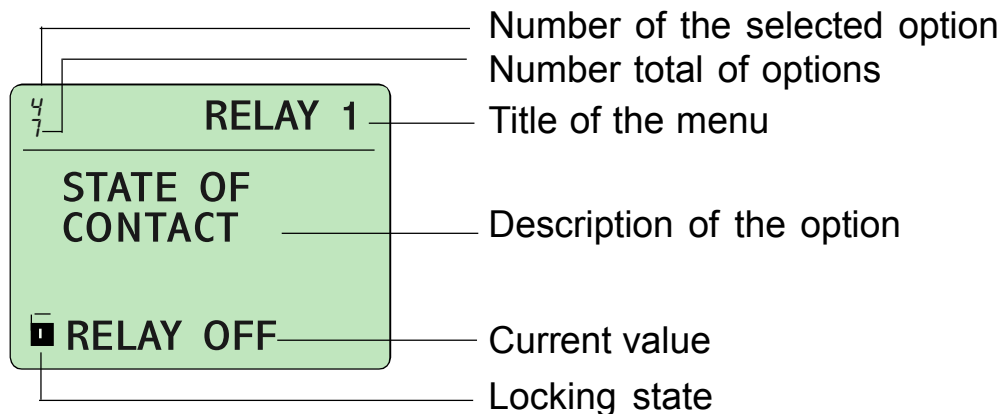 Number of the selected option
Number total of options
4
7
RELAY 1
Title of the menu
STATE OF
CONTACT
Description of the option
RELAY OFF
Current value
Locking state